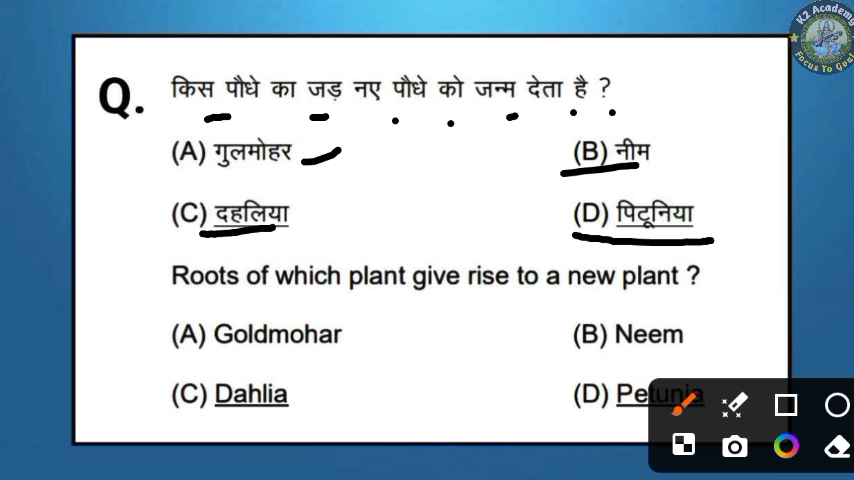 K2 Academy
Focus To Goal
Q. किस पौधे का जड़ नए पौधे को जन्म देता है ?
(A) गुलमोहर (B) नीम
(C) दहलिया (D) पिटूनिया
Roots of which plant give rise to a new plant ?
(A) Goldmohar (B) Neem
(C) Dahlia (D) Petunia